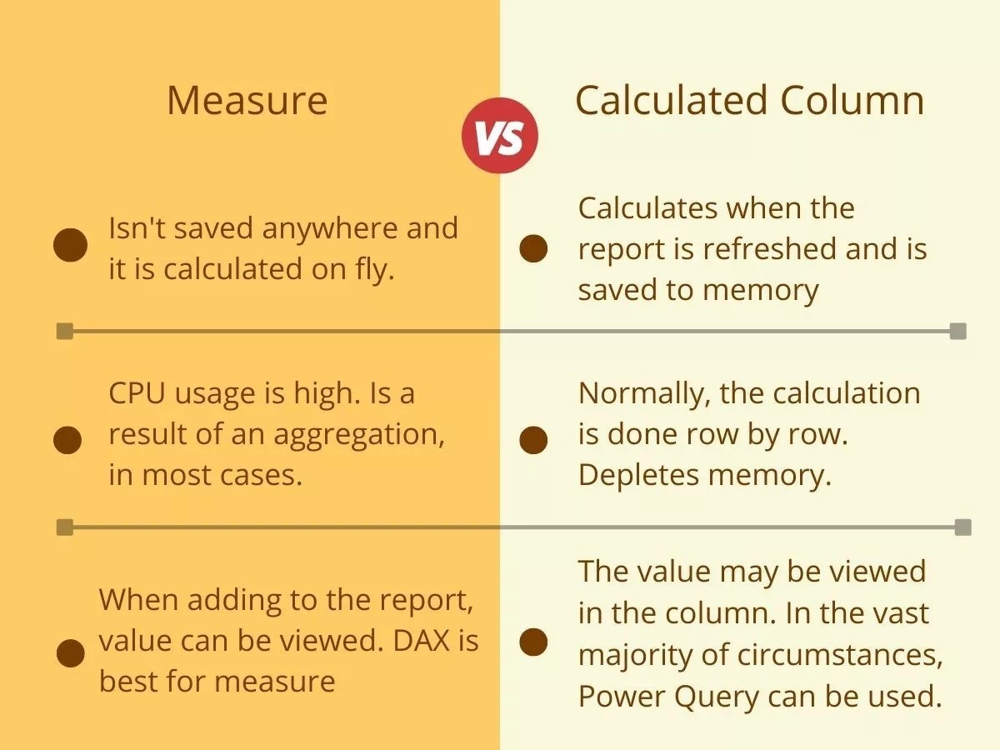 Measure
VS
Calculated Column
Isn't saved anywhere and
it is calculated on fly.
Calculates when the
report is refreshed and is
saved to memory
CPU usage is high. Is a
result of an aggregation,
in most cases.
Normally, the calculation
is done row by row.
Depletes memory.
When adding to the report,
value can be viewed. DAX is
best for measure
The value may be viewed
in the column. In the vast
majority of circumstances,
Power Query can be used.